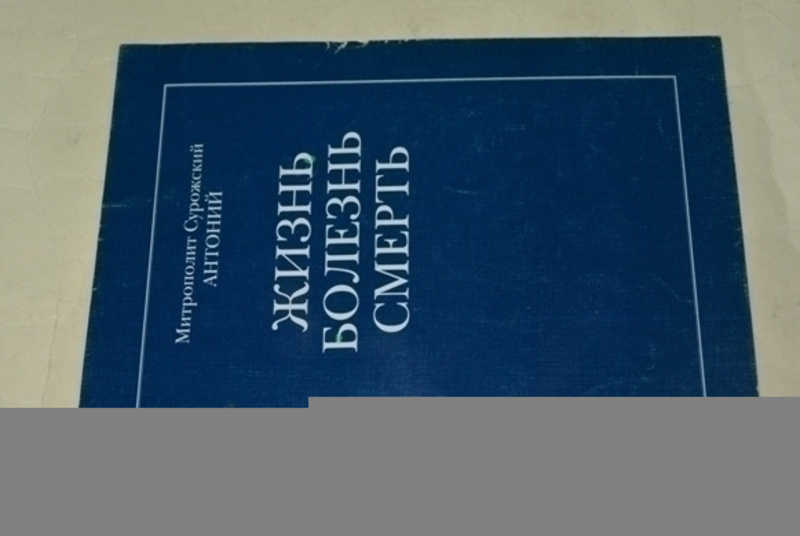 Митрополит Сурожский
АНТОНИЙ
ЖИЗНЬ
БОЛЕЗНЬ
СМЕРТЬ